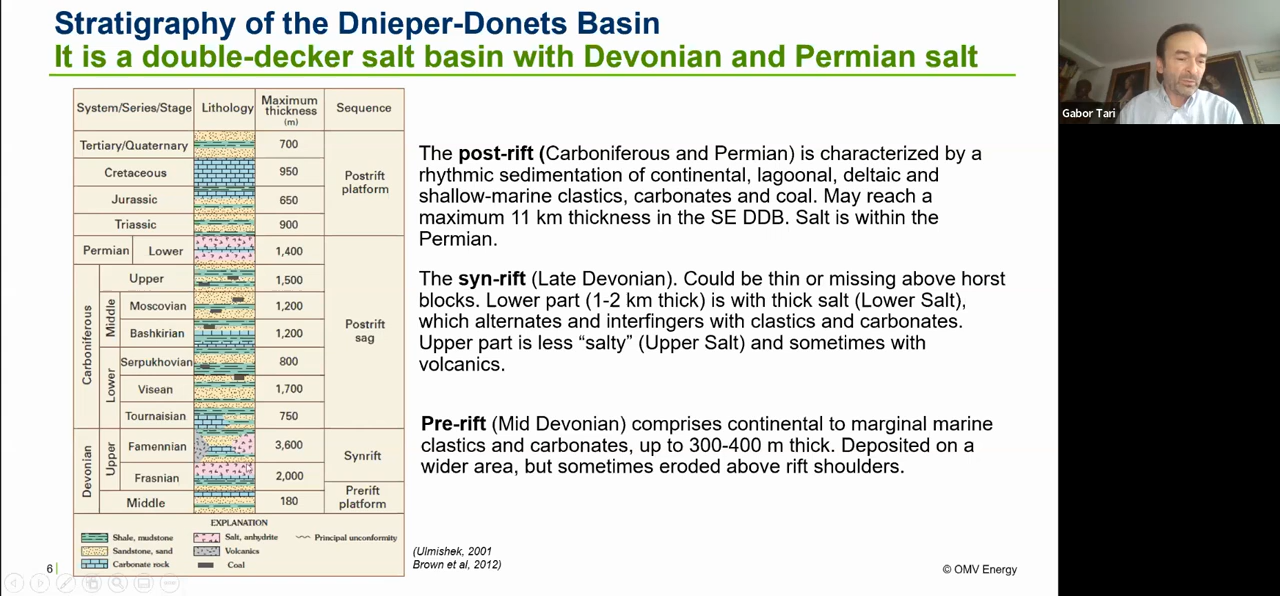 Stratigraphy of the Dnieper-Donets Basin
It is a double-decker salt basin with Devonian and Permian salt
System/Series/Stage Lithology Maximum thickness (m) Sequence
Tertiary/Quaternary 700
Cretaceous 950
Jurassic 650
Triassic 900
Postrift platform
Permian Lower 1,400
Carboniferous
Upper 1,500
Middle
Moscovian 1,200
Bashkirian 1,200
Lower
Serpukhovian 800
Visean 1,700
Tournaisian 750
Postrift sag
Devonian
Upper
Famennian 3,600
Frasnian 2,000
Synrift
Middle 180
Prerift platform
EXPLANATION
Shale, mudstone
Sandstone, sand
Carbonate rock
Salt, anhydrite
Volcanics
Coal
Principal unconformity
The post-rift (Carboniferous and Permian) is characterized by a
rhythmic sedimentation of continental, lagoonal, deltaic and
shallow-marine clastics, carbonates and coal. May reach a
maximum 11 km thickness in the SE DDB. Salt is within the
Permian.
The syn-rift (Late Devonian). Could be thin or missing above horst
blocks. Lower part (1-2 km thick) is with thick salt (Lower Salt),
which alternates and interfingers with clastics and carbonates.
Upper part is less “salty” (Upper Salt) and sometimes with
volcanics.
Pre-rift (Mid Devonian) comprises continental to marginal marine
clastics and carbonates, up to 300-400 m thick. Deposited on a
wider area, but sometimes eroded above rift shoulders.
(Ulmishek, 2001
Brown et al, 2012)
6
© OMV Energy
Gabor Tari